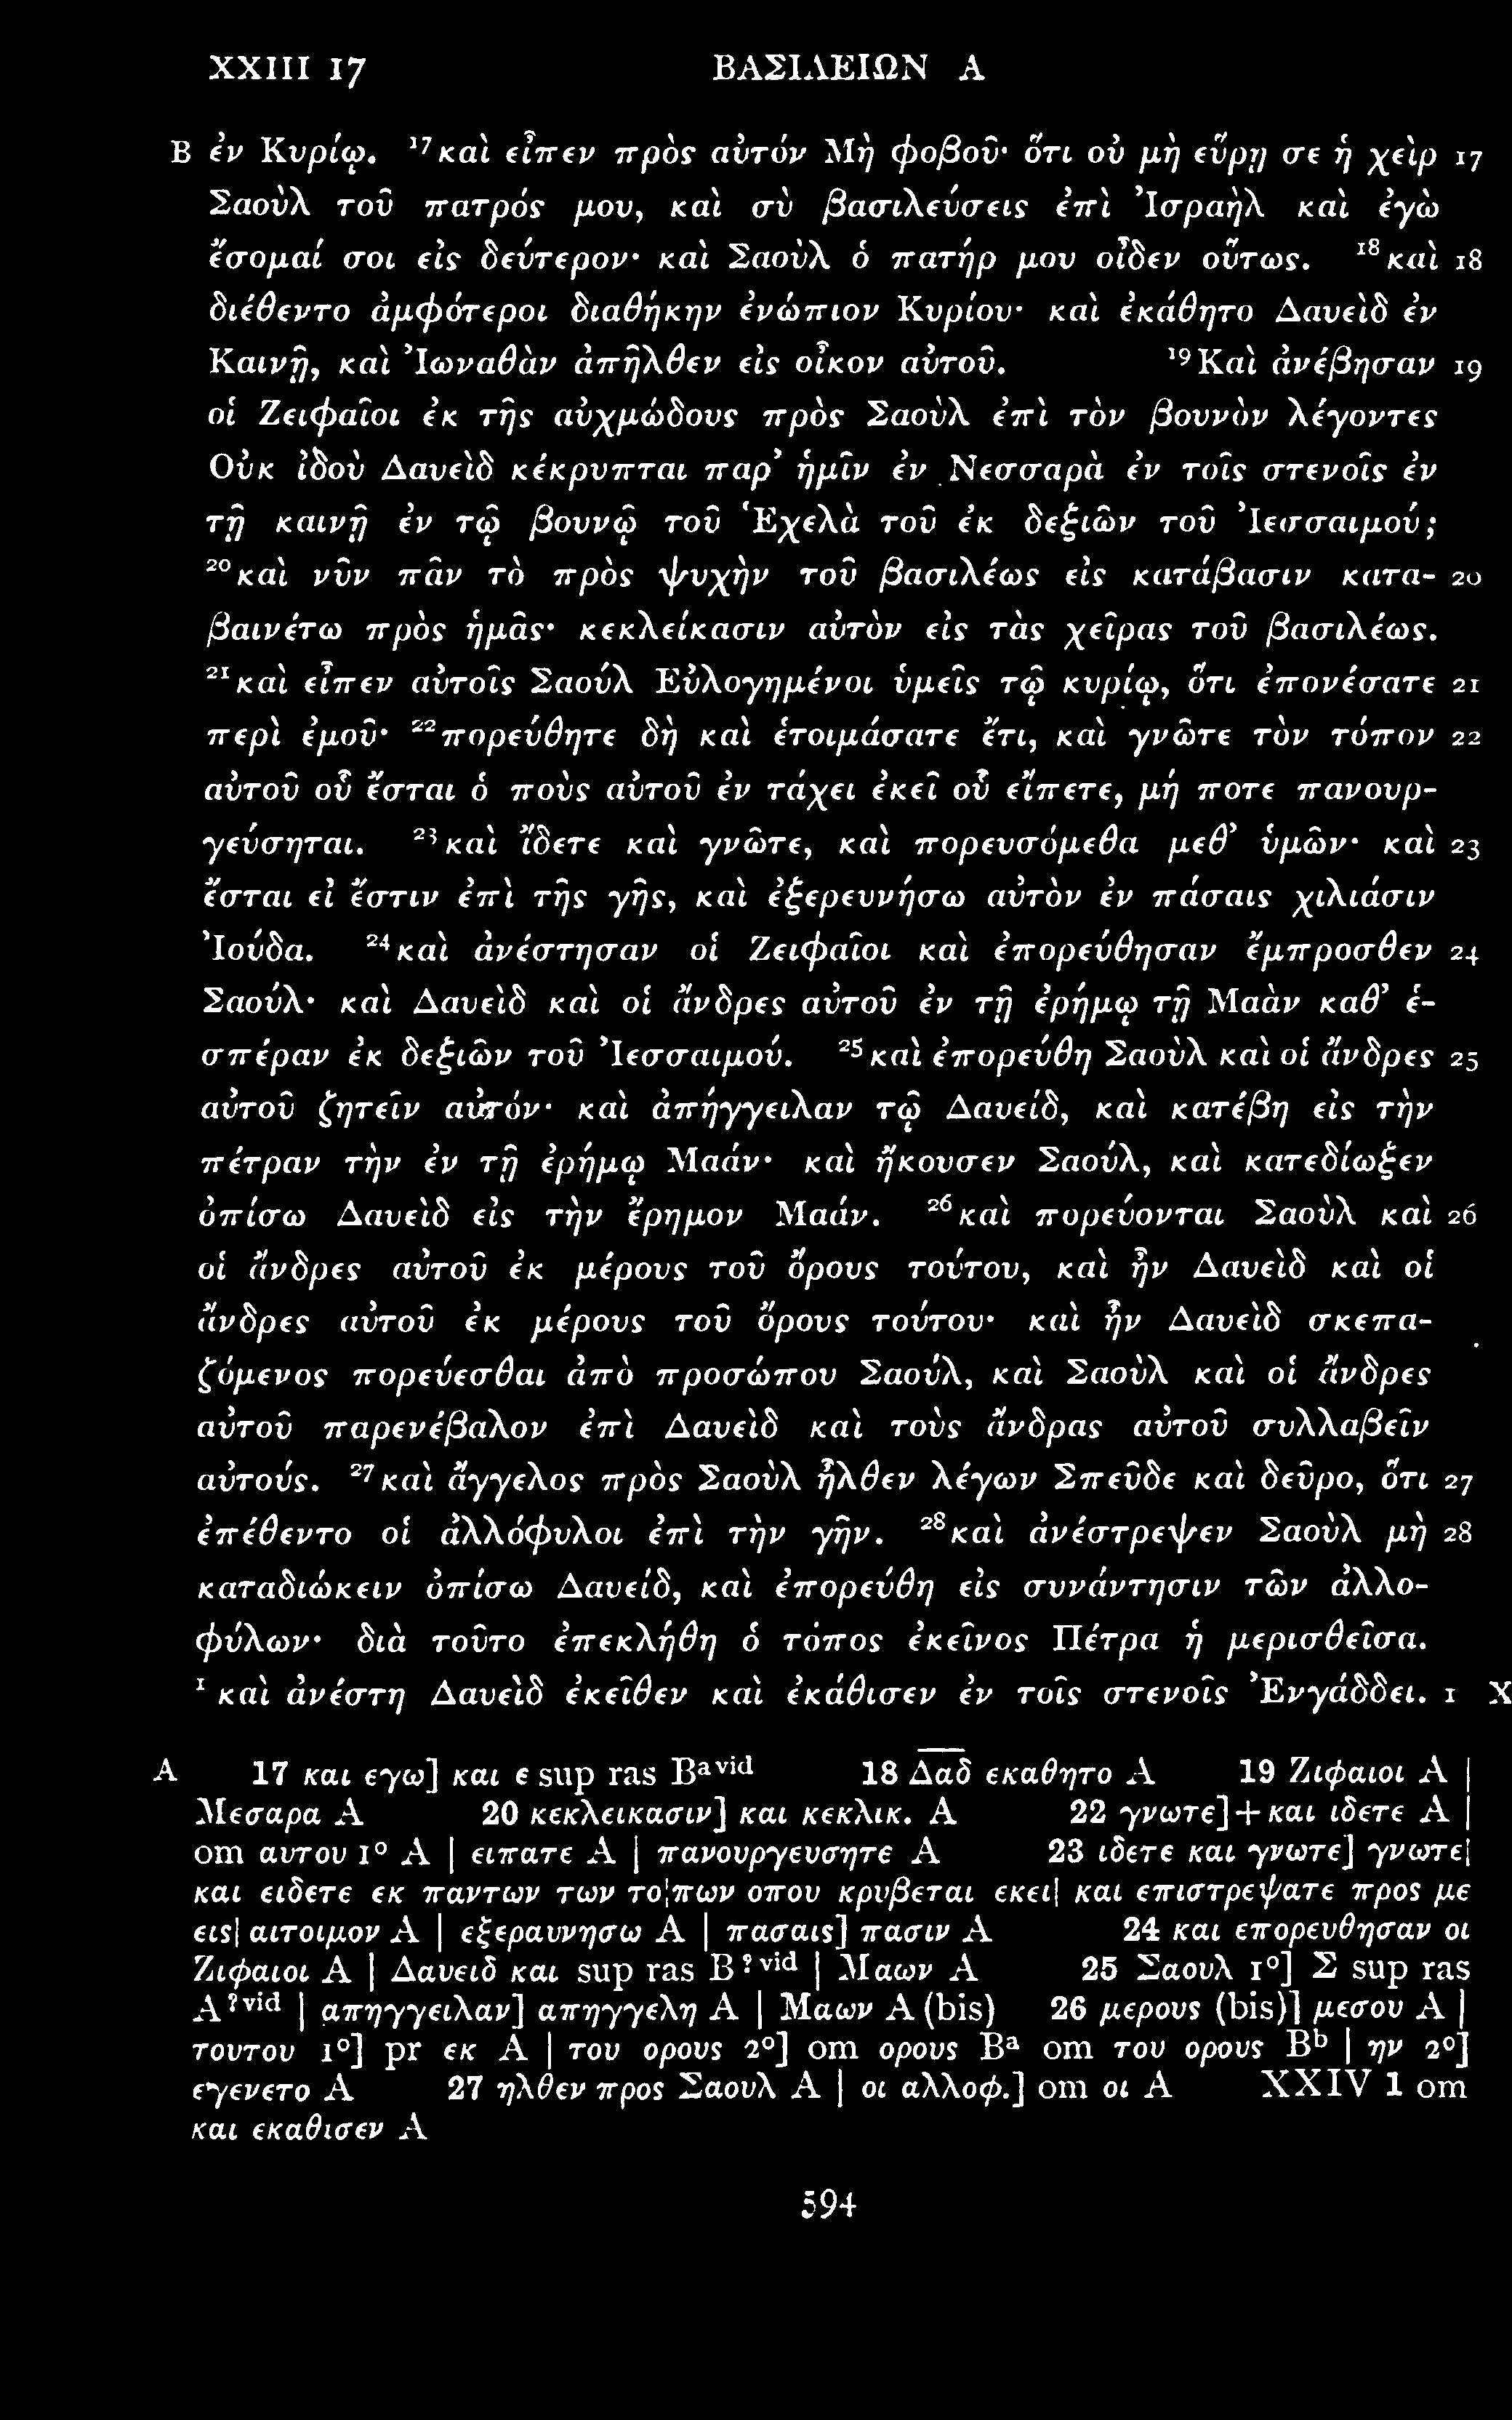 XXIII 17 ΒΑΣΙΛΕΙΩΝ Α
B ἐν Κυρίῳ. ¹⁷καὶ εἶπεν πρὸς αὐτόν Μὴ φοβοῦ· ὅτι οὐ μὴ εὕρῃ σε ἡ χεὶρ 17
Σαοὺλ τοῦ πατρός μου, καὶ σὺ βασιλεύσεις ἐπὶ Ἰσραὴλ καὶ ἐγὼ
ἔσομαί σοι εἰς δεύτερον· καὶ Σαοὺλ ὁ πατήρ μου οἶδεν οὕτως. ¹⁸καὶ 18
διέθεντο ἀμφότεροι διαθήκην ἐνώπιον Κυρίου· καὶ ἐκάθητο Δαυεὶδ ἐν
Καινῇ, καὶ Ἰωναθὰν ἀπῆλθεν εἰς οἶκον αὐτοῦ. ¹⁹Καὶ ἀνέβησαν 19
οἱ Ζειφαῖοι ἐκ τῆς αὐχμώδους πρὸς Σαοὺλ ἐπὶ τὸν βουνὸν λέγοντες
Οὐκ ἰδοὺ Δαυεὶδ κέκρυπται παρ’ ἡμῖν ἐν Νεσσαρὰ ἐν τοῖς στενοῖς ἐν
τῇ καινῇ ἐν τῷ βουνῷ τοῦ Ἑχελὰ τοῦ ἐκ δεξιῶν τοῦ Ἰεσσαιμού;
²⁰καὶ νῦν πᾶν τὸ πρὸς ψυχὴν τοῦ βασιλέως εἰς κατάβασιν κατα- 20
βαινέτω πρὸς ἡμᾶς· κεκλείκασιν αὐτὸν εἰς τὰς χεῖρας τοῦ βασιλέως.
²¹καὶ εἶπεν αὐτοῖς Σαούλ Εὐλογημένοι ὑμεῖς τῷ κυρίῳ, ὅτι ἐπονέσατε 21
περὶ ἐμοῦ· ²²πορεύθητε δὴ καὶ ἑτοιμάσατε ἔτι, καὶ γνῶτε τὸν τόπον 22
αὐτοῦ οὗ ἔσται ὁ ποὺς αὐτοῦ ἐν τάχει ἐκεῖ οὗ εἴπετε, μή ποτε πανουρ-
γεύσηται. ²³καὶ ἴδετε καὶ γνῶτε, καὶ πορευσόμεθα μεθ’ ὑμῶν· καὶ 23
ἔσται εἰ ἔστιν ἐπὶ τῆς γῆς, καὶ ἐξερευνήσω αὐτὸν ἐν πάσαις χιλιάσιν
Ἰούδα. ²⁴καὶ ἀνέστησαν οἱ Ζειφαῖοι καὶ ἐπορεύθησαν ἔμπροσθεν 24
Σαούλ· καὶ Δαυεὶδ καὶ οἱ ἄνδρες αὐτοῦ ἐν τῇ ἐρήμῳ τῇ Μαὰν καθ’ ἑ-
σπέραν ἐκ δεξιῶν τοῦ Ἰεσσαιμού. ²⁵καὶ ἐπορεύθη Σαοὺλ καὶ οἱ ἄνδρες 25
αὐτοῦ ζητεῖν αὐτόν· καὶ ἀπήγγειλαν τῷ Δαυείδ, καὶ κατέβη εἰς τὴν
πέτραν τὴν ἐν τῇ ἐρήμῳ Μαάν· καὶ ἤκουσεν Σαούλ, καὶ κατεδίωξεν
ὀπίσω Δαυεὶδ εἰς τὴν ἔρημον Μαάν. ²⁶καὶ πορεύονται Σαοὺλ καὶ 26
οἱ ἄνδρες αὐτοῦ ἐκ μέρους τοῦ ὄρους τούτου, καὶ ἦν Δαυεὶδ καὶ οἱ
ἄνδρες αὐτοῦ ἐκ μέρους τοῦ ὄρους τούτου· καὶ ἦν Δαυεὶδ σκεπα-
ζόμενος πορεύεσθαι ἀπὸ προσώπου Σαούλ, καὶ Σαοὺλ καὶ οἱ ἄνδρες
αὐτοῦ παρενέβαλον ἐπὶ Δαυεὶδ καὶ τοὺς ἄνδρας αὐτοῦ συλλαβεῖν
αὐτούς. ²⁷καὶ ἄγγελος πρὸς Σαοὺλ ἦλθεν λέγων Σπεῦδε καὶ δεῦρο, ὅτι 27
ἐπέθεντο οἱ ἀλλόφυλοι ἐπὶ τὴν γῆν. ²⁸καὶ ἀνέστρεψεν Σαοὺλ μὴ 28
καταδιώκειν ὀπίσω Δαυείδ, καὶ ἐπορεύθη εἰς συνάντησιν τῶν ἀλλο-
φύλων· διὰ τοῦτο ἐπεκλήθη ὁ τόπος ἐκεῖνος Πέτρα ἡ μερισθεῖσα.
¹ καὶ ἀνέστη Δαυεὶδ ἐκεῖθεν καὶ ἐκάθισεν ἐν τοῖς στενοῖς Ἐνγάδδει. 1 X
A 17 και εγω] και ε sup ras Bᵃᵛⁱᵈ 18 Δ̅α̅δ̅ εκαθητο A 19 Ζιφαιοι A |
Μεσαρα A 20 κεκλεικασιν] και κεκλικ. A 22 γνωτε]+και ιδετε A |
om αυτου 1° A | ειπατε A | πανουργευσητε A 23 ιδετε και γνωτε] γνωτε|
και ειδετε εκ παντων των το|πων οπου κρυβεται εκει| και επιστρεψατε προς με
εις| αιτοιμον A | εξεραυνησω A | πασαις] πασιν A 24 και επορευθησαν οι
Ζιφαιοι A | Δαυειδ και sup ras B?ᵛⁱᵈ | Μαων A 25 Σαουλ 1°] Σ sup ras
A?ᵛⁱᵈ | απηγγειλαν] απηγγελη A | Μαων A (bis) 26 μερους (bis)] μεσου A |
τουτου 1°] pr εκ A | του ορους 2°] om ορους Bᵃ om του ορους Bᵇ | ην 2°]
εγενετο A 27 ηλθεν προς Σαουλ A | οι αλλοφ.] om οι A XXIV 1 om
και εκαθισεν A
594